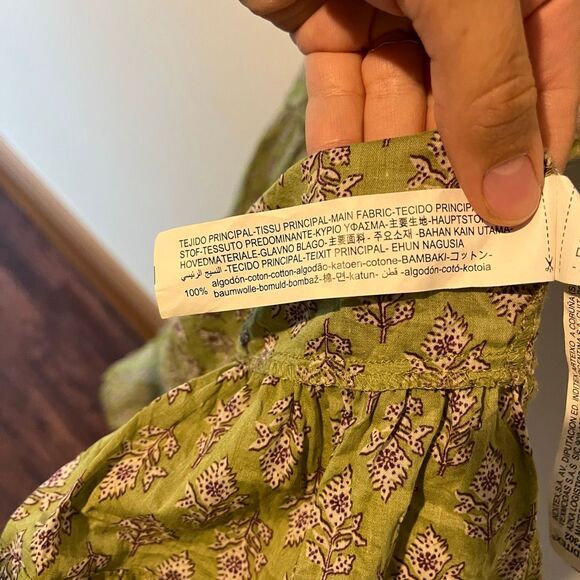 TEJIDO PRINCIPAL-TISSU PRINCIPAL-MAIN FABRIC-TECIDO PRINCIPAL
STOF-TESSUTO PREDOMINANTE-ΚΥΡΙΟ ΥΦΑΣΜΑ-主要生地-HAUPTSTOFF
HOVEDMATERIALE-GLAVNO BLAGO-主要面料-주요소재-BAHAN KAIN UTAMA-
النسيج الرئيسي-TECIDO PRINCIPAL-TEIXIT PRINCIPAL-EHUN NAGUSIA
algodón-coton-cotton-algodão-katoen-cotone-ΒΑΜΒΑΚΙ-コットン-
100% baumwolle-bomuld-bombaž-棉-면-katun-قطن-algodón-cotó-kotoia